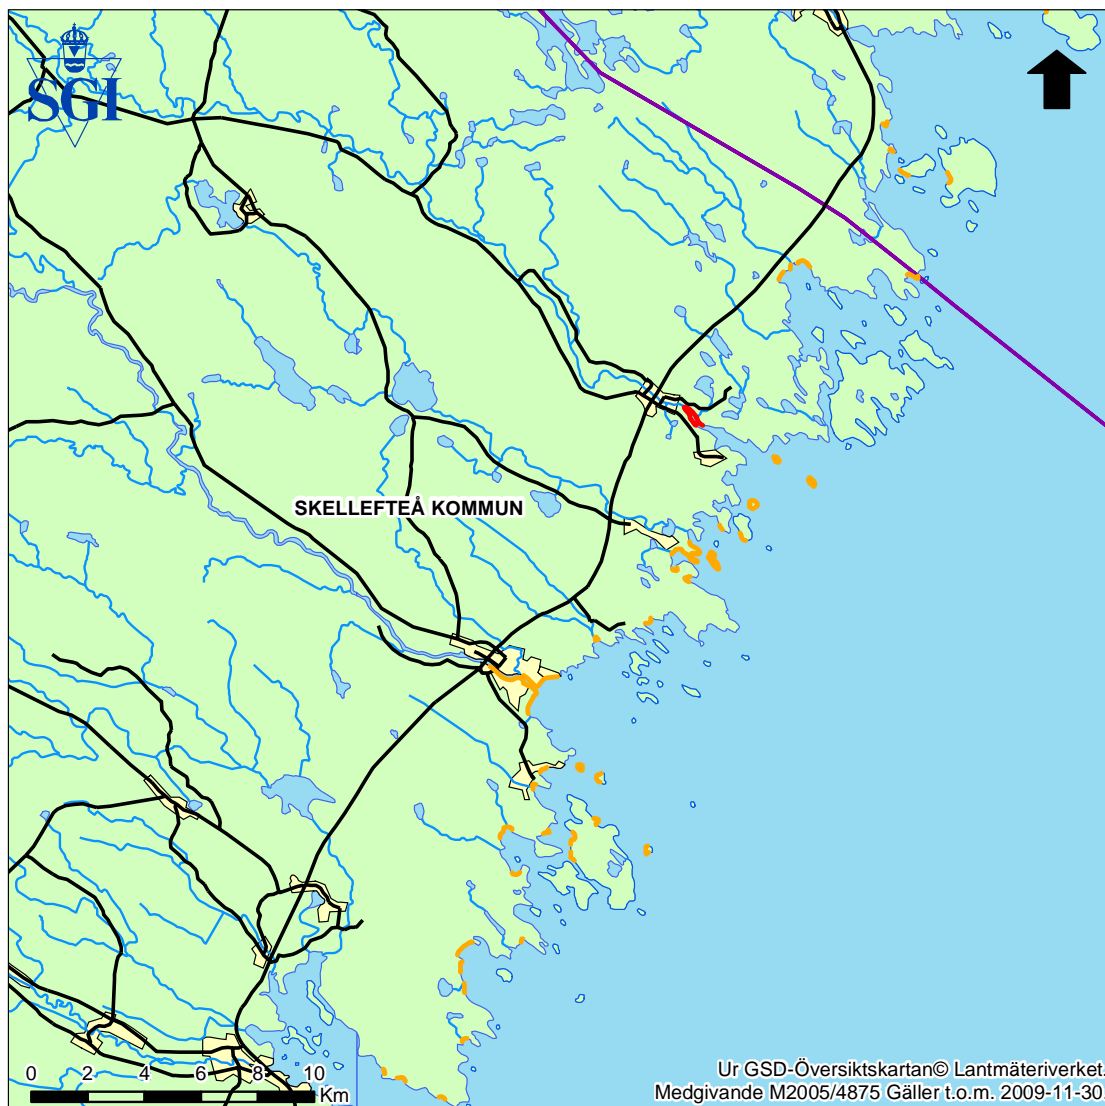 SGI
SKELLEFTEÅ KOMMUN
0 2 4 6 8 10
Km
Ur GSD-Översiktskartan© Lantmäteriverket.
Medgivande M2005/4875 Gäller t.o.m. 2009-11-30